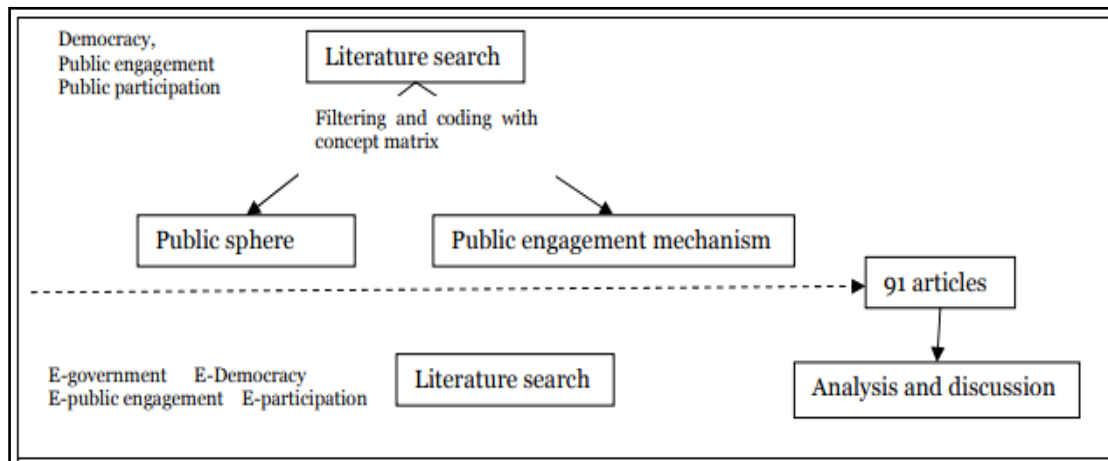 Democracy,
Public engagement
Public participation
Literature search
Filtering and coding with
concept matrix
Public sphere
Public engagement mechanism
91 articles
E-government E-Democracy
E-public engagement E-participation
Literature search
Analysis and discussion